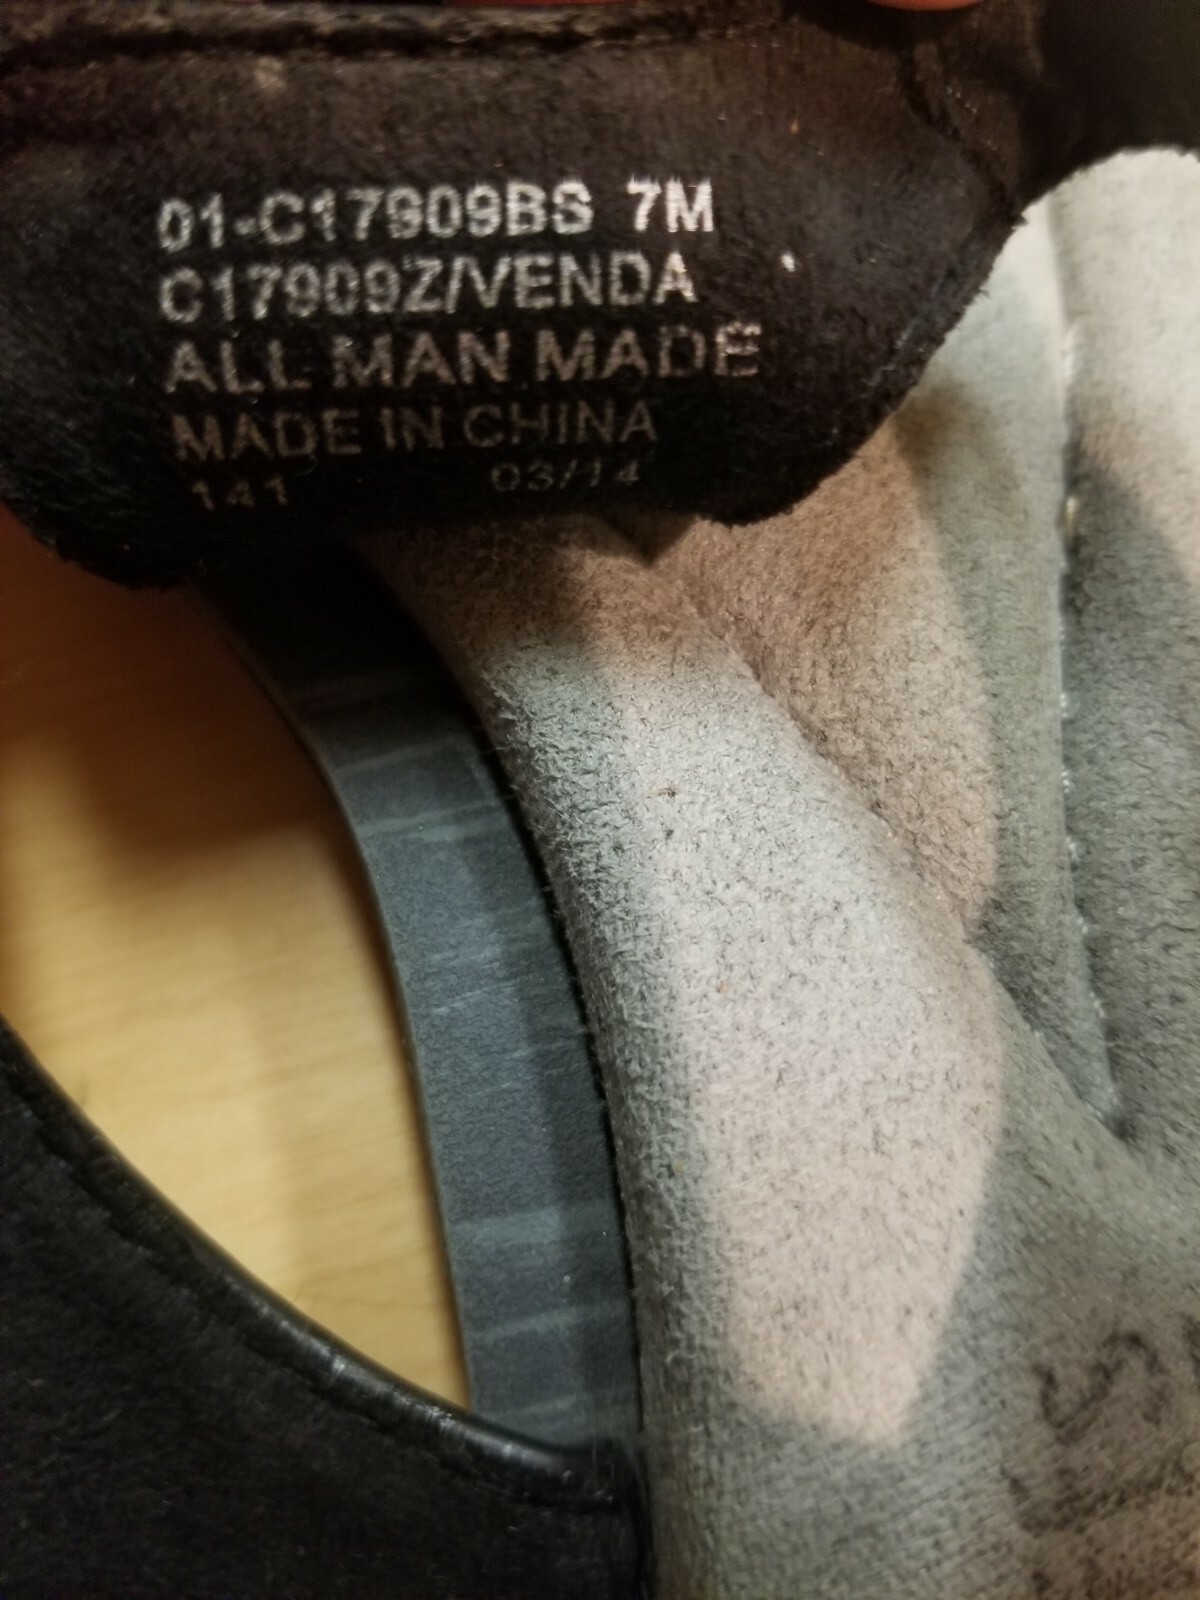 01-C17909BS 7M
C17909Z/VENDA
ALL MAN MADE
MADE IN CHINA
141 03/14